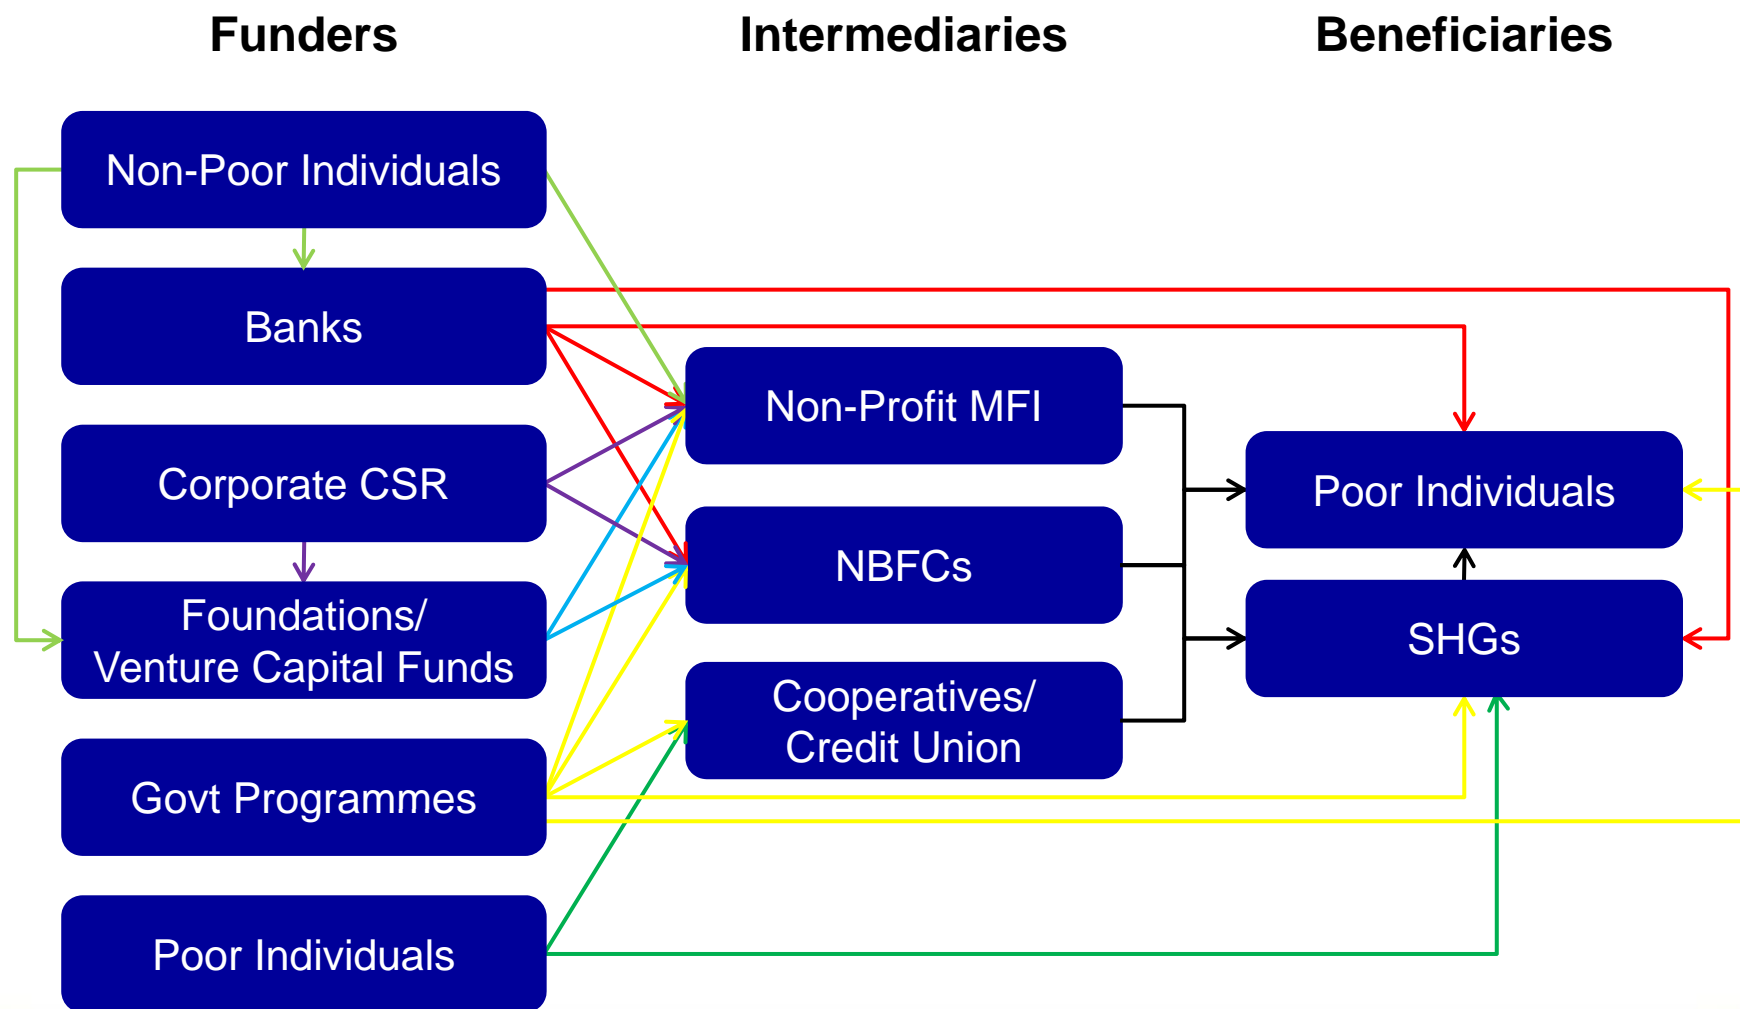 Funders
Intermediaries
Beneficiaries
Non-Poor Individuals
Banks
Corporate CSR
Foundations/
Venture Capital Funds
Govt Programmes
Poor Individuals
Non-Profit MFI
NBFCs
Cooperatives/
Credit Union
Poor Individuals
SHGs